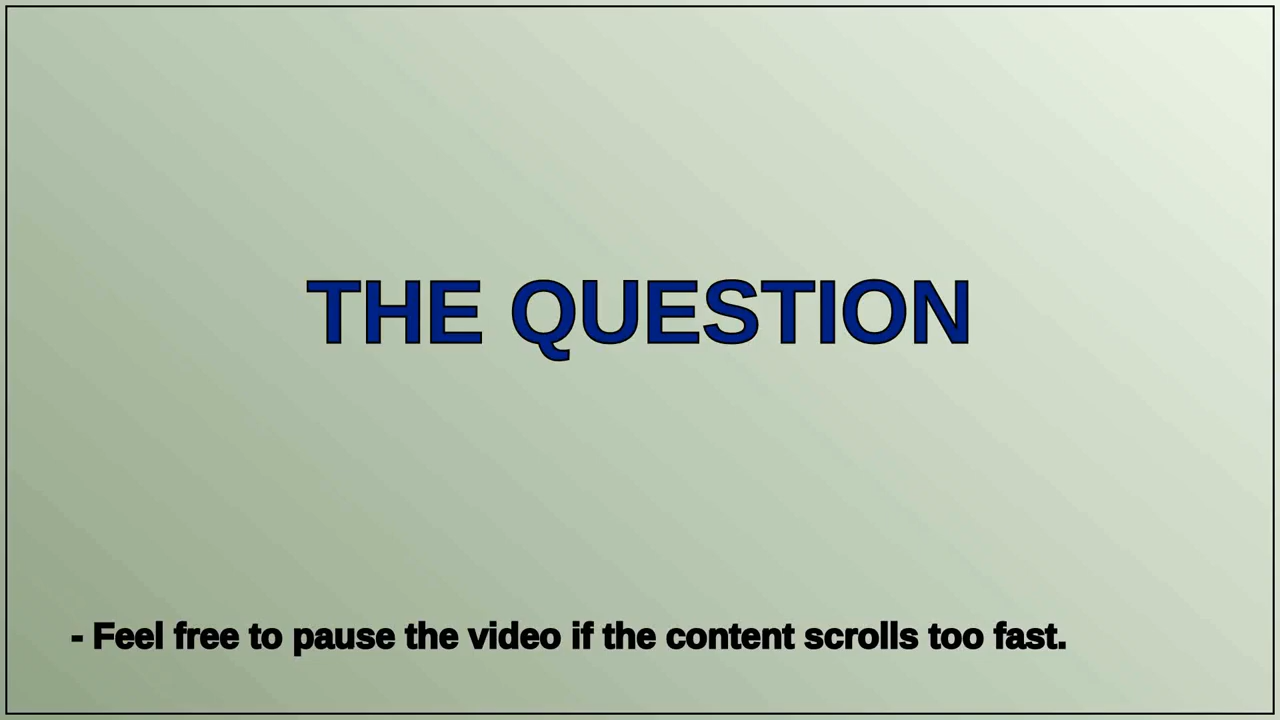 THE QUESTION
- Feel free to pause the video if the content scrolls too fast.